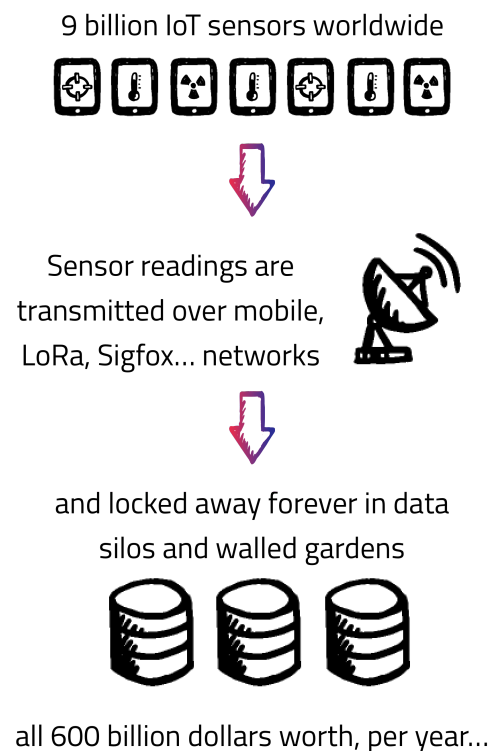 9 billion IoT sensors worldwide
Sensor readings are
transmitted over mobile,
LoRa, Sigfox... networks
and locked away forever in data
silos and walled gardens
all 600 billion dollars worth, per year...